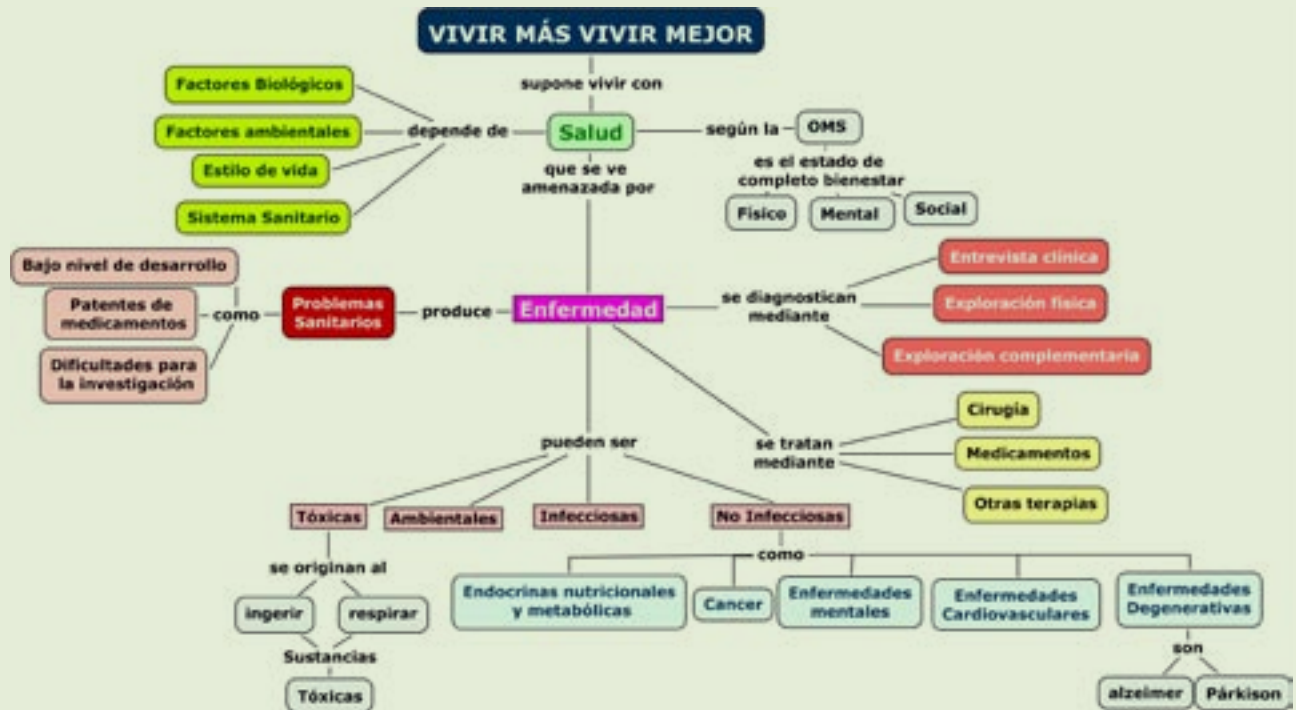 VIVIR MÁS VIVIR MEJOR
supone vivir con
Salud
depende de
Factores Biológicos
Factores ambientales
Estilo de vida
Sistema Sanitario
según la
OMS
es el estado de
completo bienestar
Físico
Mental
Social
que se ve
amenazada por
Enfermedad
produce
Problemas
Sanitarios
como
Bajo nivel de desarrollo
Patentes de
medicamentos
Dificultades para
la investigación
se diagnostican
mediante
Entrevista clínica
Exploración física
Exploración complementaria
se tratan
mediante
Cirugía
Medicamentos
Otras terapias
pueden ser
Tóxicas
Ambientales
Infecciosas
No Infecciosas
se originan al
ingerir
respirar
Sustancias
Tóxicas
como
Endocrinas nutricionales
y metabólicas
Cancer
Enfermedades
mentales
Enfermedades
Cardiovasculares
Enfermedades
Degenerativas
son
alzeimer
Párkison